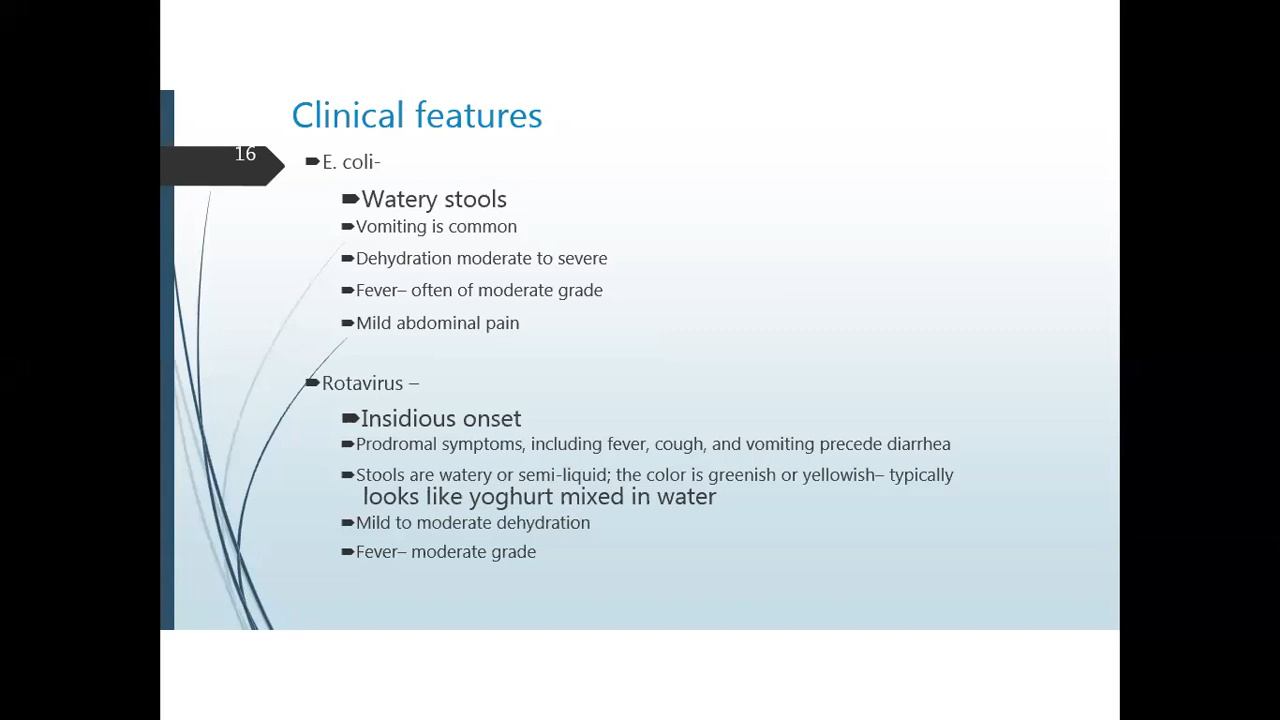 Clinical features
16
E. coli-
Watery stools
Vomiting is common
Dehydration moderate to severe
Fever– often of moderate grade
Mild abdominal pain
Rotavirus –
Insidious onset
Prodromal symptoms, including fever, cough, and vomiting precede diarrhea
Stools are watery or semi-liquid; the color is greenish or yellowish– typically
looks like yoghurt mixed in water
Mild to moderate dehydration
Fever– moderate grade